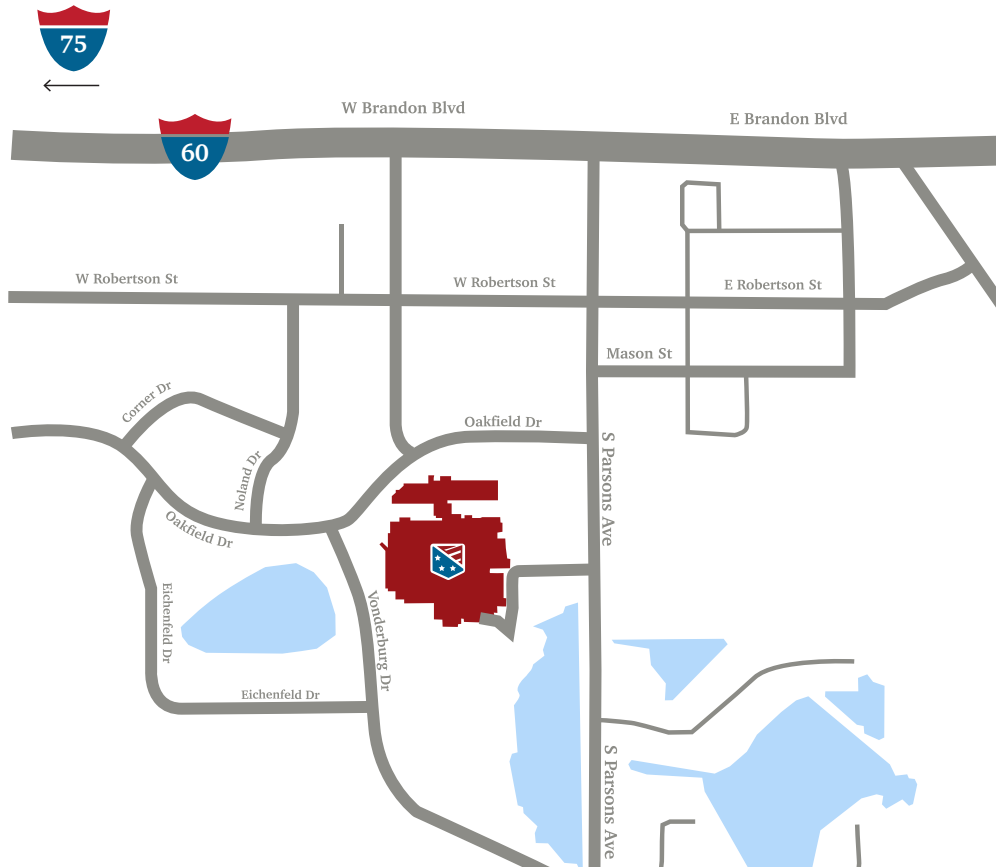 75
W Brandon Blvd
E Brandon Blvd
60
W Robertson St
W Robertson St
E Robertson St
Mason St
Corner Dr
Oakfield Dr
S Parsons Ave
Noland Dr
Oakfield Dr
Eichenfeld Dr
Vonderburg Dr
Eichenfeld Dr
S Parsons Ave